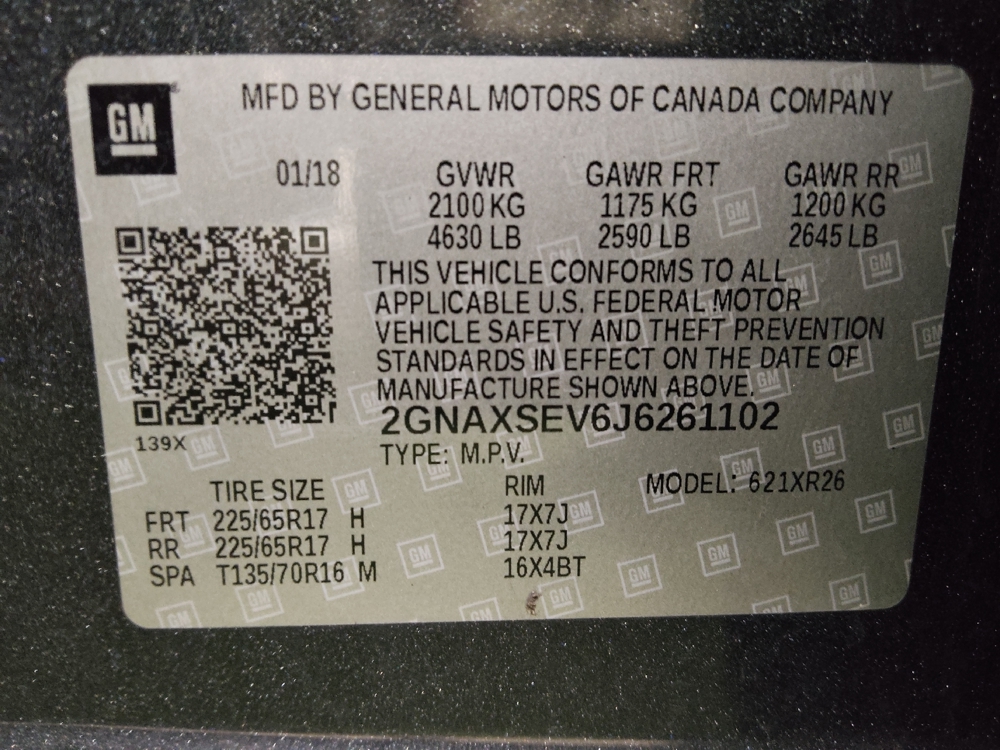 GM
MFD BY GENERAL MOTORS OF CANADA COMPANY
01/18 GVWR GAWR FRT GAWR RR
2100 KG 1175 KG 1200 KG
4630 LB 2590 LB 2645 LB
THIS VEHICLE CONFORMS TO ALL
APPLICABLE U.S. FEDERAL MOTOR
VEHICLE SAFETY AND THEFT PREVENTION
STANDARDS IN EFFECT ON THE DATE OF
MANUFACTURE SHOWN ABOVE.
2GNAXSEV6J6261102
139X
TYPE: M.P.V.
TIRE SIZE RIM MODEL: 621XR26
FRT 225/65R17 H 17X7J
RR 225/65R17 H 17X7J
SPA T135/70R16 M 16X4BT